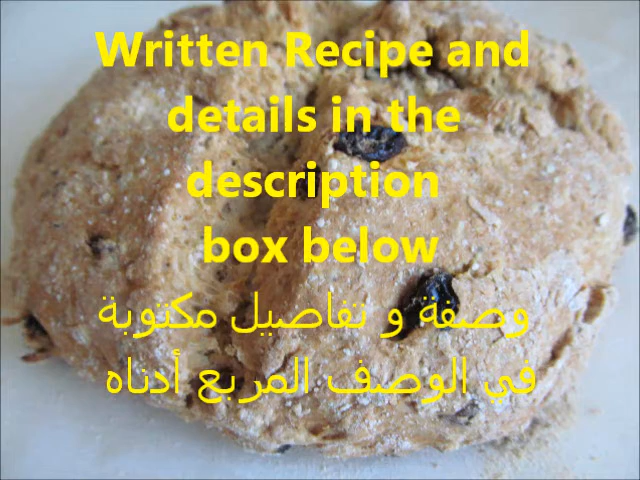 Written Recipe and
details in the
description
box below
وصفة و تفاصيل مكتوبة
في الوصف المربع أدناه